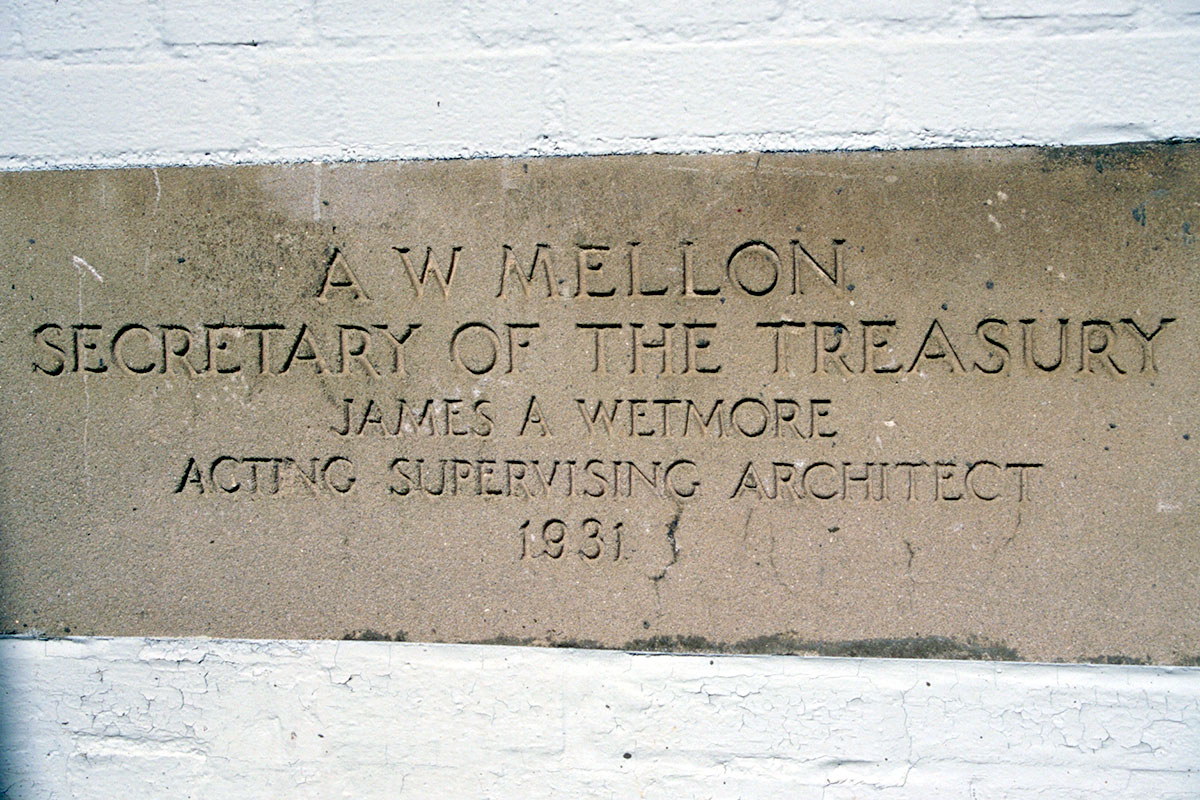 A W MELLON
SECRETARY OF THE TREASURY
JAMES A WETMORE
ACTING SUPERVISING ARCHITECT
1931